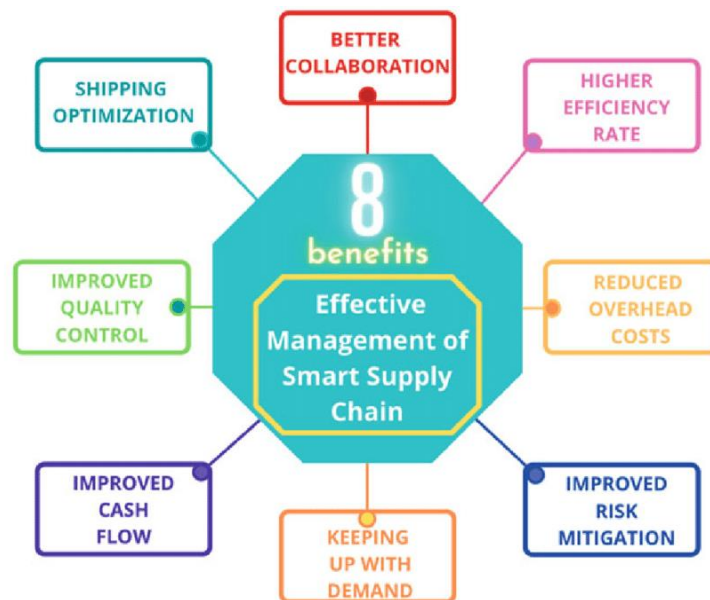 BETTER
COLLABORATION
SHIPPING
OPTIMIZATION
HIGHER
EFFICIENCY
RATE
8
benefits
Effective
Management of
Smart Supply
Chain
IMPROVED
QUALITY
CONTROL
REDUCED
OVERHEAD
COSTS
IMPROVED
CASH
FLOW
KEEPING
UP WITH
DEMAND
IMPROVED
RISK
MITIGATION